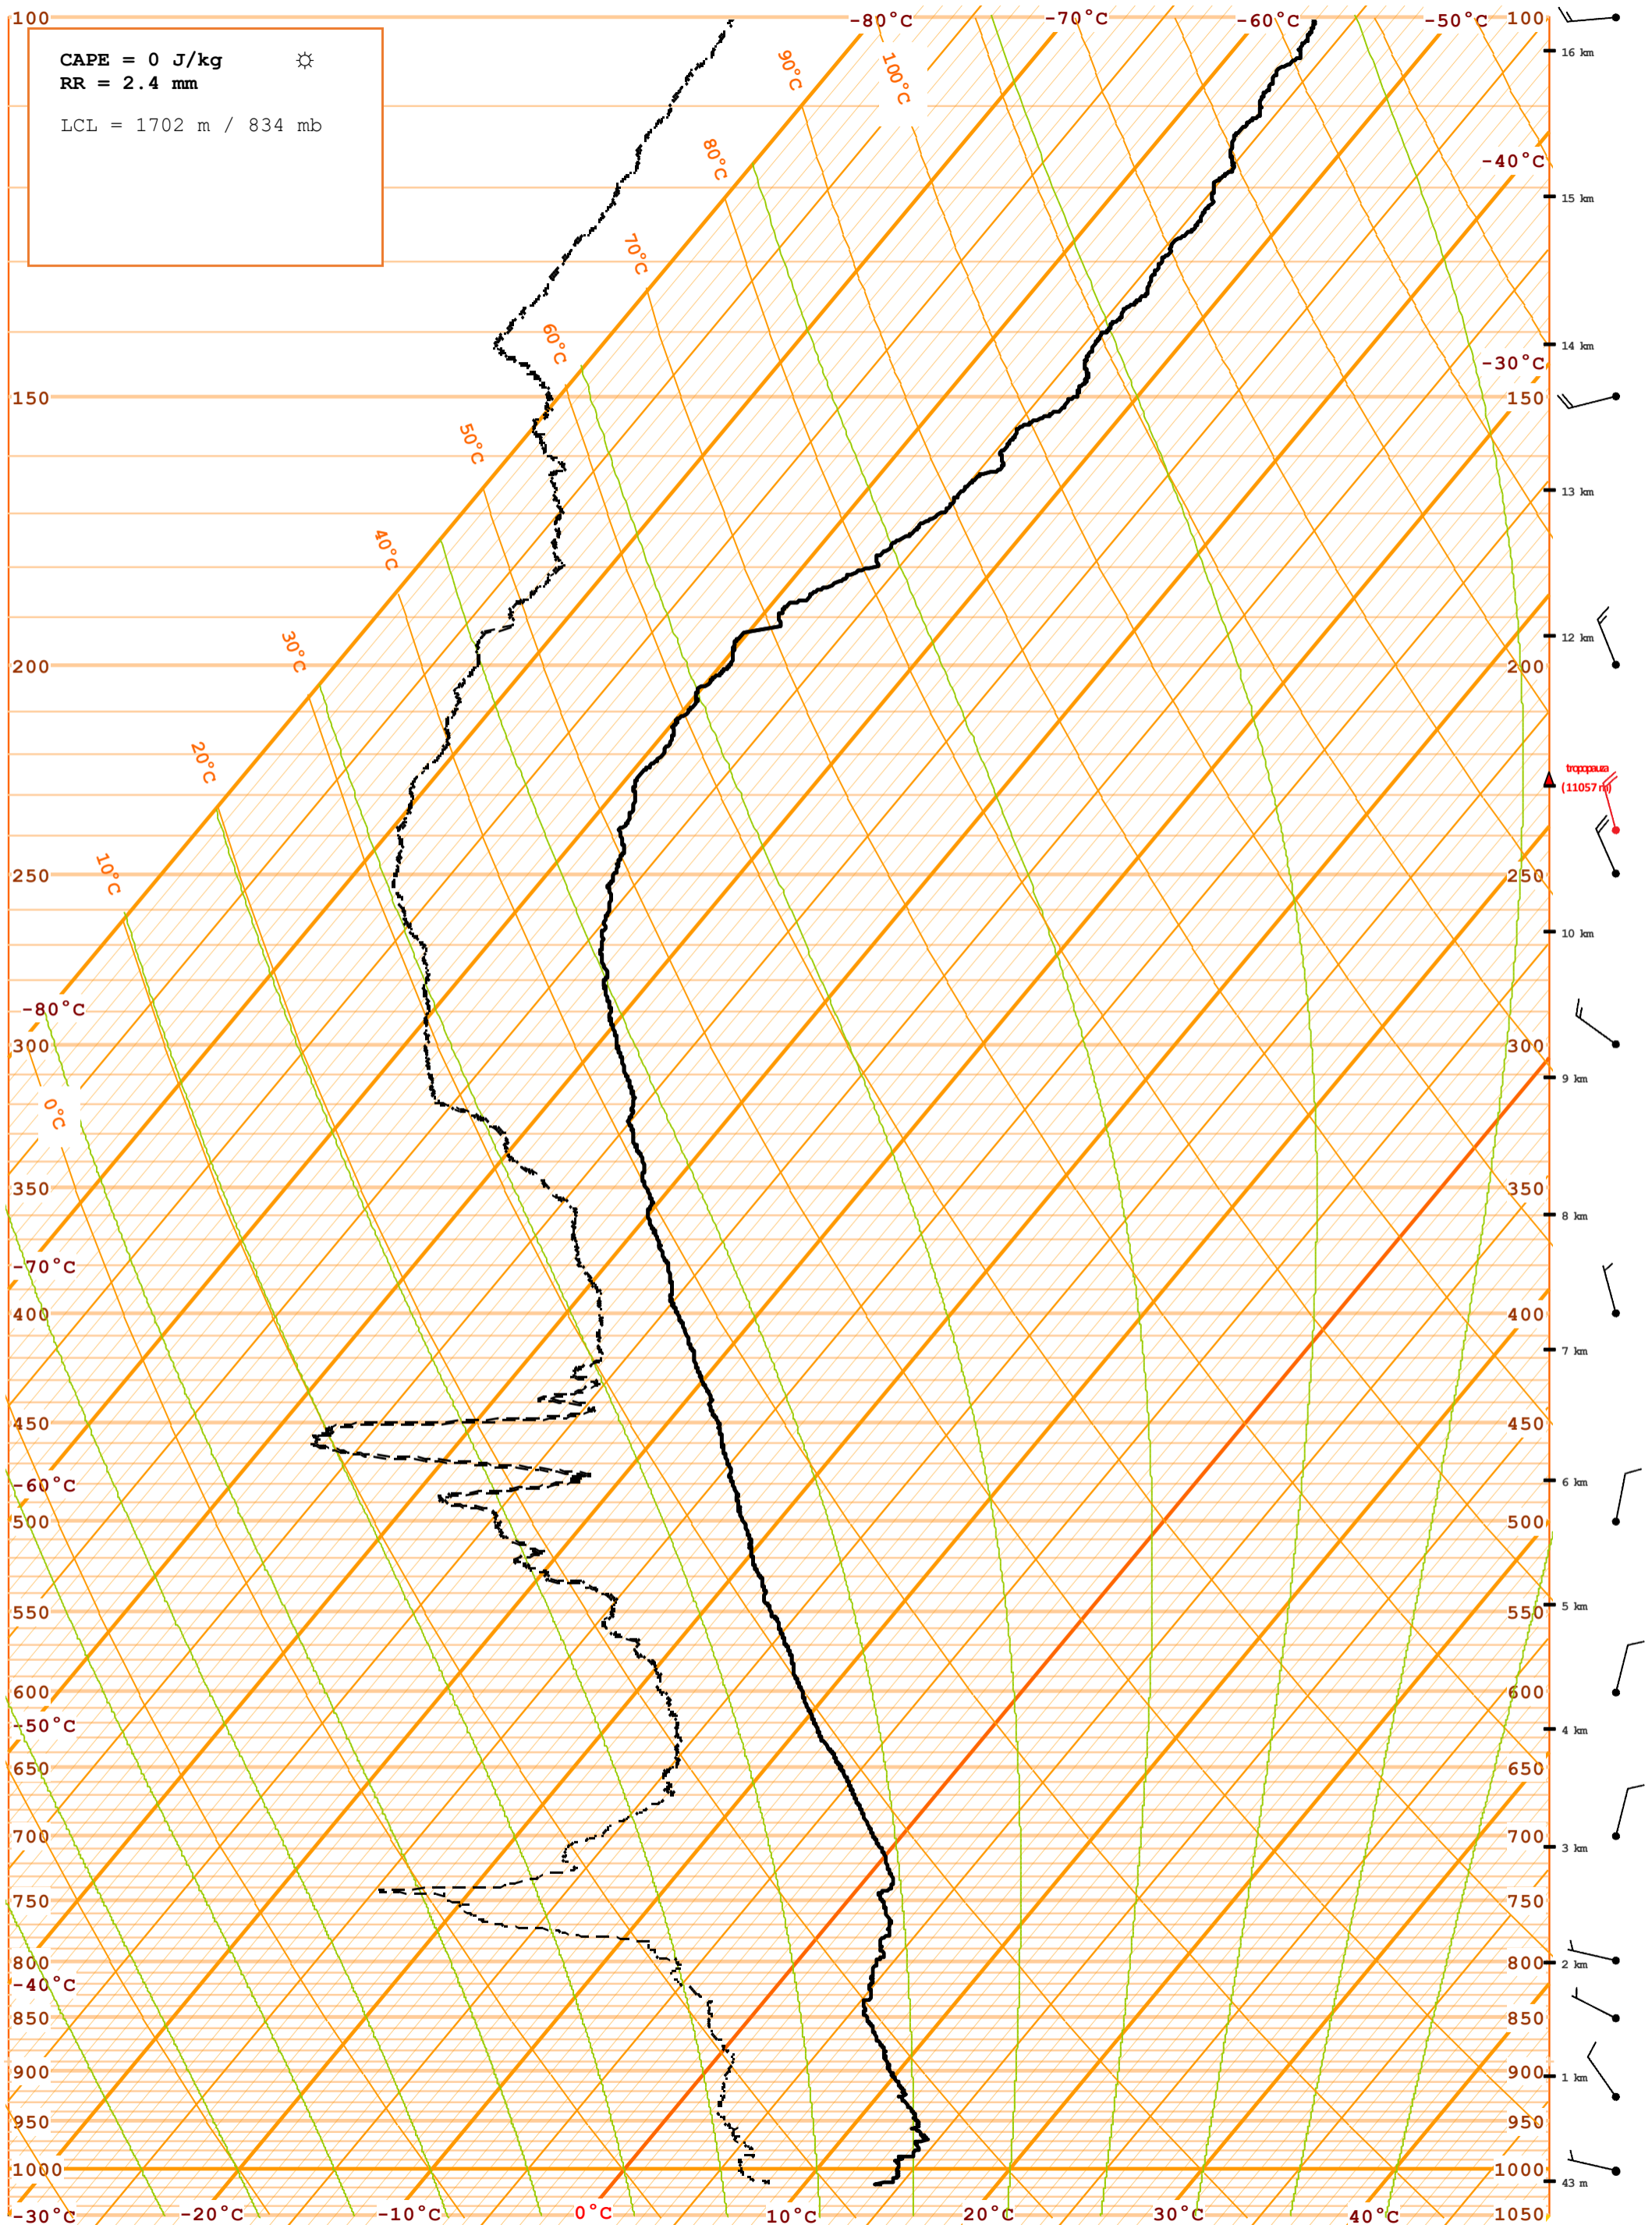 100 -80°C -70°C -60°C -50°C 100
CAPE = 0 J/kg
RR = 2.4 mm
LCL = 1702 m / 834 mb
16 km
90°C 100°C
80°C -40°C
15 km
70°C
60°C 14 km
-30°C
150 150
50°C
13 km
40°C
30°C 12 km
200 200
20°C tropopauza
(11057 m)
10°C 250 250
10 km
-80°C
300 300
9 km
0°C
350 350
8 km
-70°C
400 400
7 km
450 450
-60°C 6 km
500 500
550 550
5 km
600 600
-50°C 4 km
650 650
700 700
3 km
750 750
800 800
2 km
-40°C
850 850
900 900
1 km
950 950
1000 1000
43 m
-30°C -20°C -10°C 0°C 10°C 20°C 30°C 40°C 1050